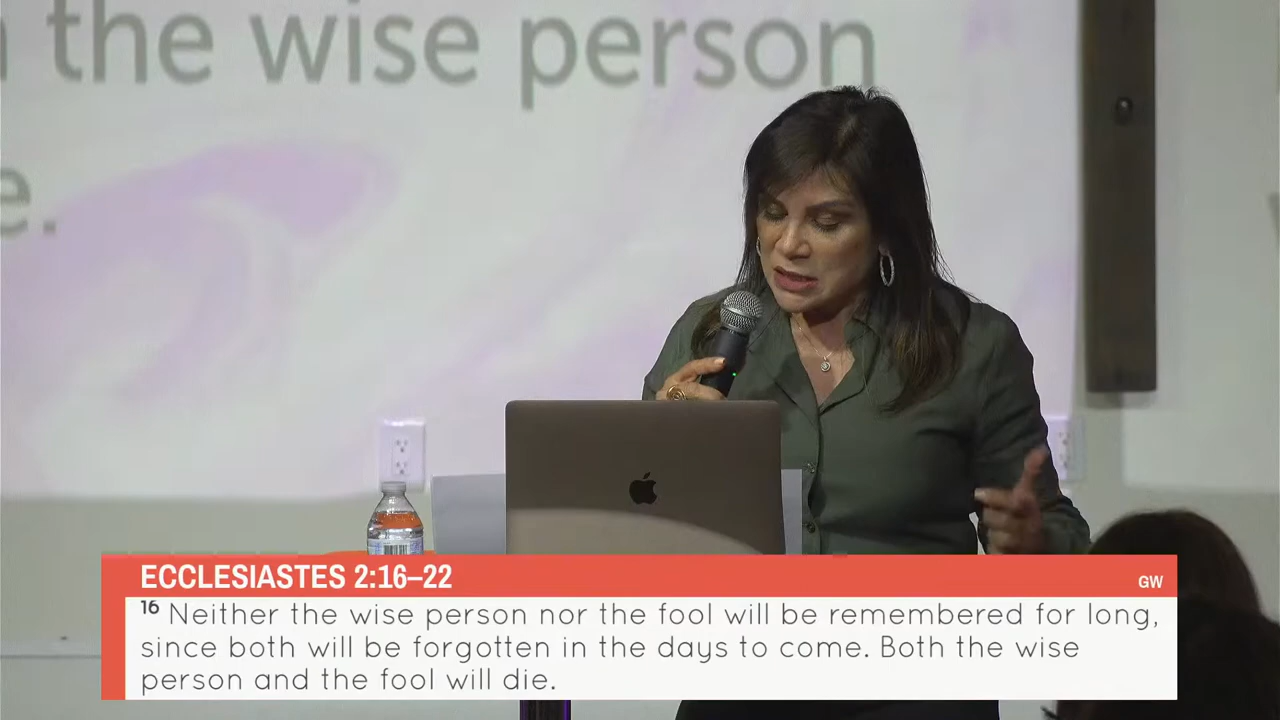 the wise person
e.
ECCLESIASTES 2:16–22
GW
16 Neither the wise person nor the fool will be remembered for long,
since both will be forgotten in the days to come. Both the wise
person and the fool will die.